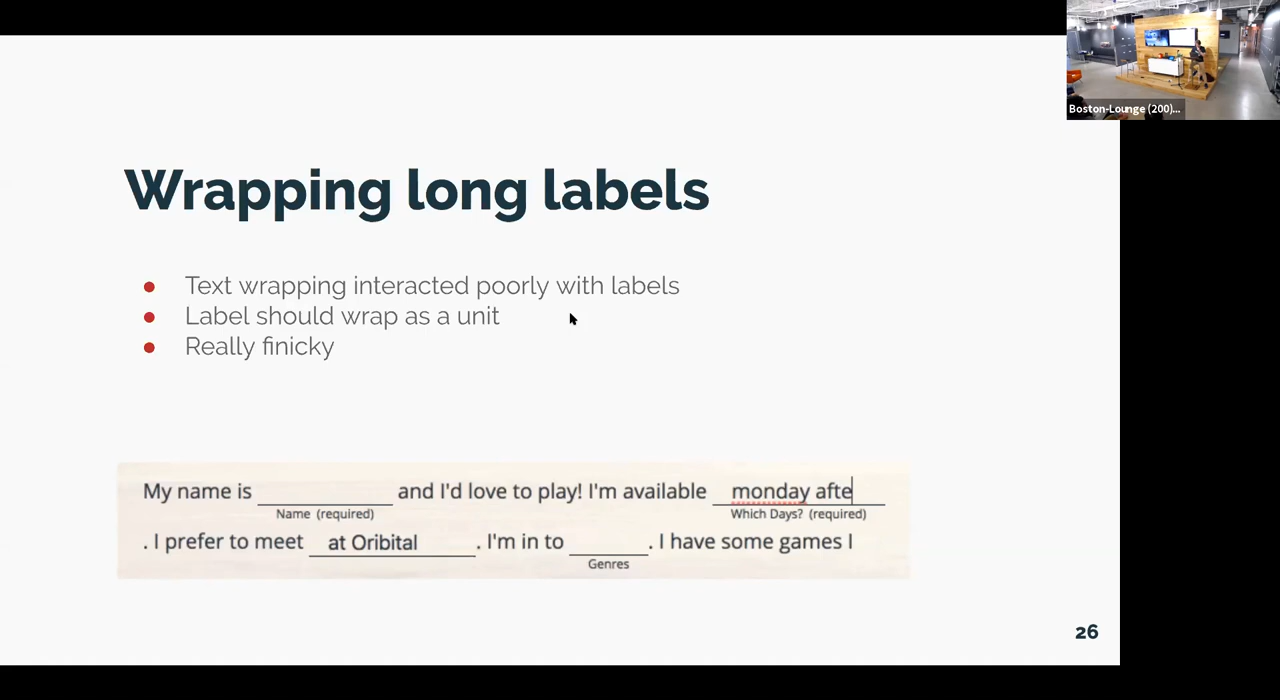 Boston-Lounge (200)...
Wrapping long labels
● Text wrapping interacted poorly with labels
● Label should wrap as a unit
● Really finicky
My name is and I'd love to play! I'm available monday afte
Name (required) Which Days? (required)
. I prefer to meet at Oribital . I'm in to . I have some games I
Genres
26